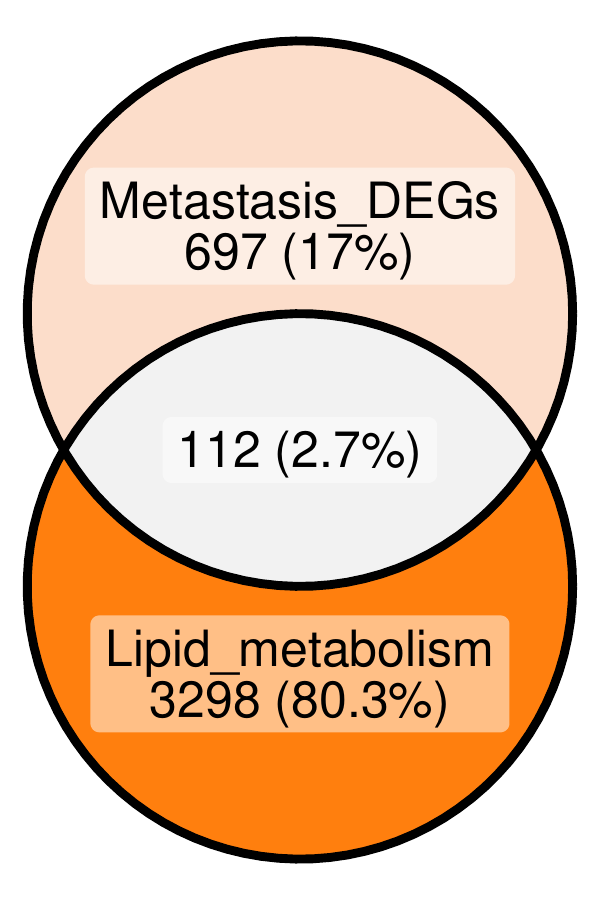 Metastasis_DEGs
697 (17%)
112 (2.7%)
Lipid_metabolism
3298 (80.3%)